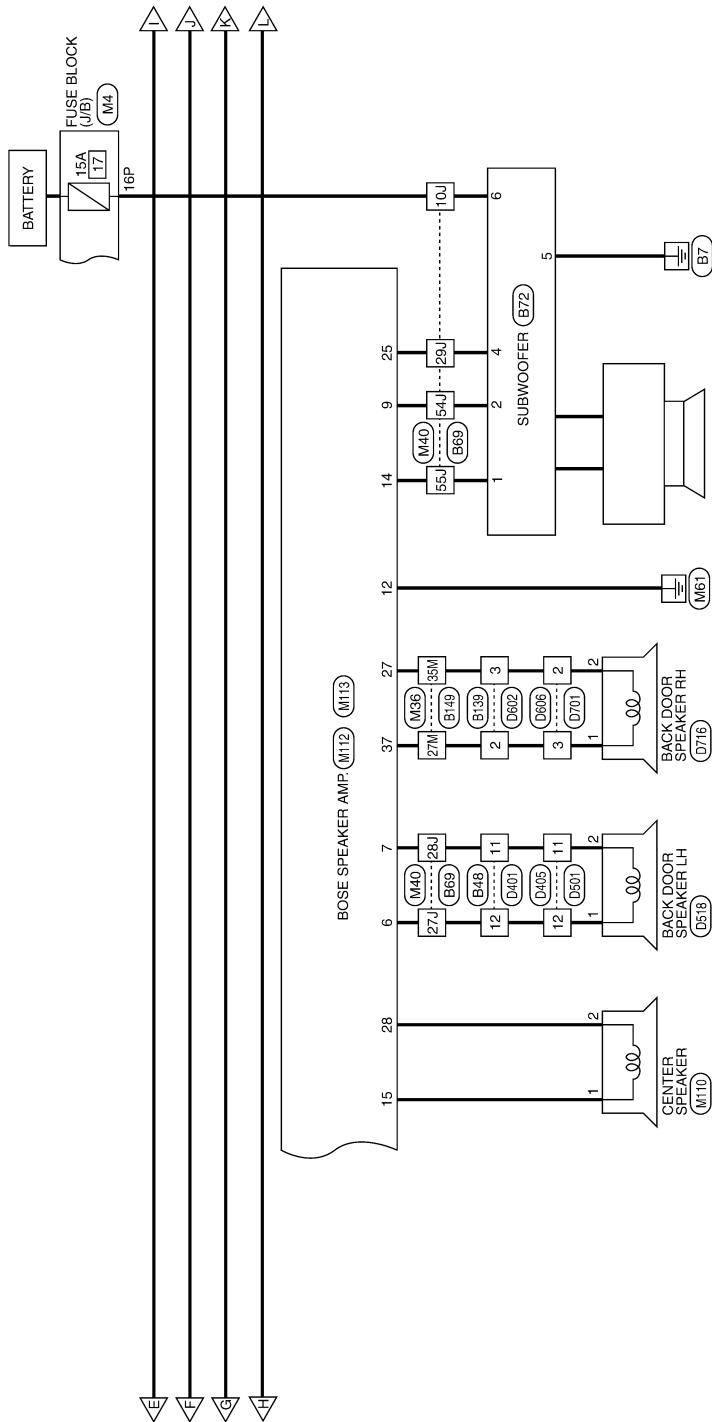 BATTERY
FUSE BLOCK
(J/B)
M4
15A
17
16P
E
I
F
J
G
K
H
L
BOSE SPEAKER AMP.
M112
M113
15
28
6
7
37
27
12
14
9
25
27J
28J
M40
B69
12
11
B48
D401
12
11
D405
D501
27M
35M
M36
B149
2
3
B139
D602
3
2
D606
D701
55J
54J
29J
10J
M40
B69
1
2
4
6
SUBWOOFER
B72
5
1
2
CENTER
SPEAKER
M110
1
2
BACK DOOR
SPEAKER LH
D518
1
2
BACK DOOR
SPEAKER RH
D716
M61
B7